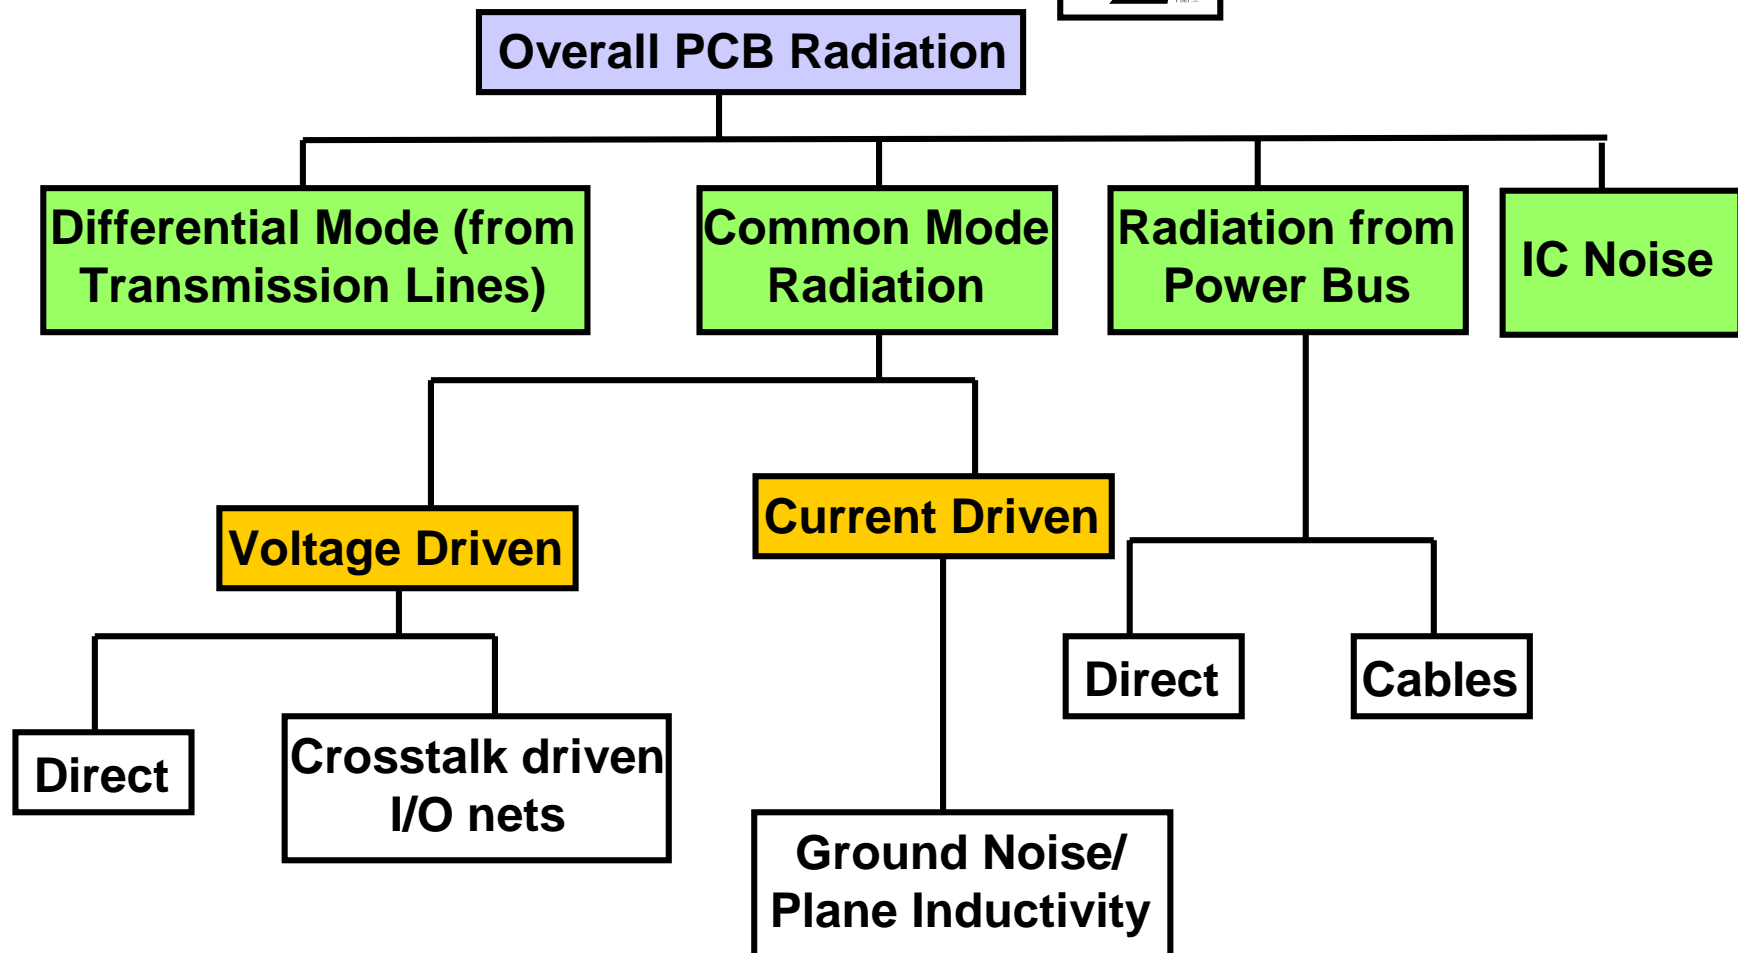 Overall PCB Radiation
Differential Mode (from
Transmission Lines)
Common Mode
Radiation
Radiation from
Power Bus
IC Noise
Voltage Driven
Current Driven
Direct
Crosstalk driven
I/O nets
Ground Noise/
Plane Inductivity
Direct
Cables